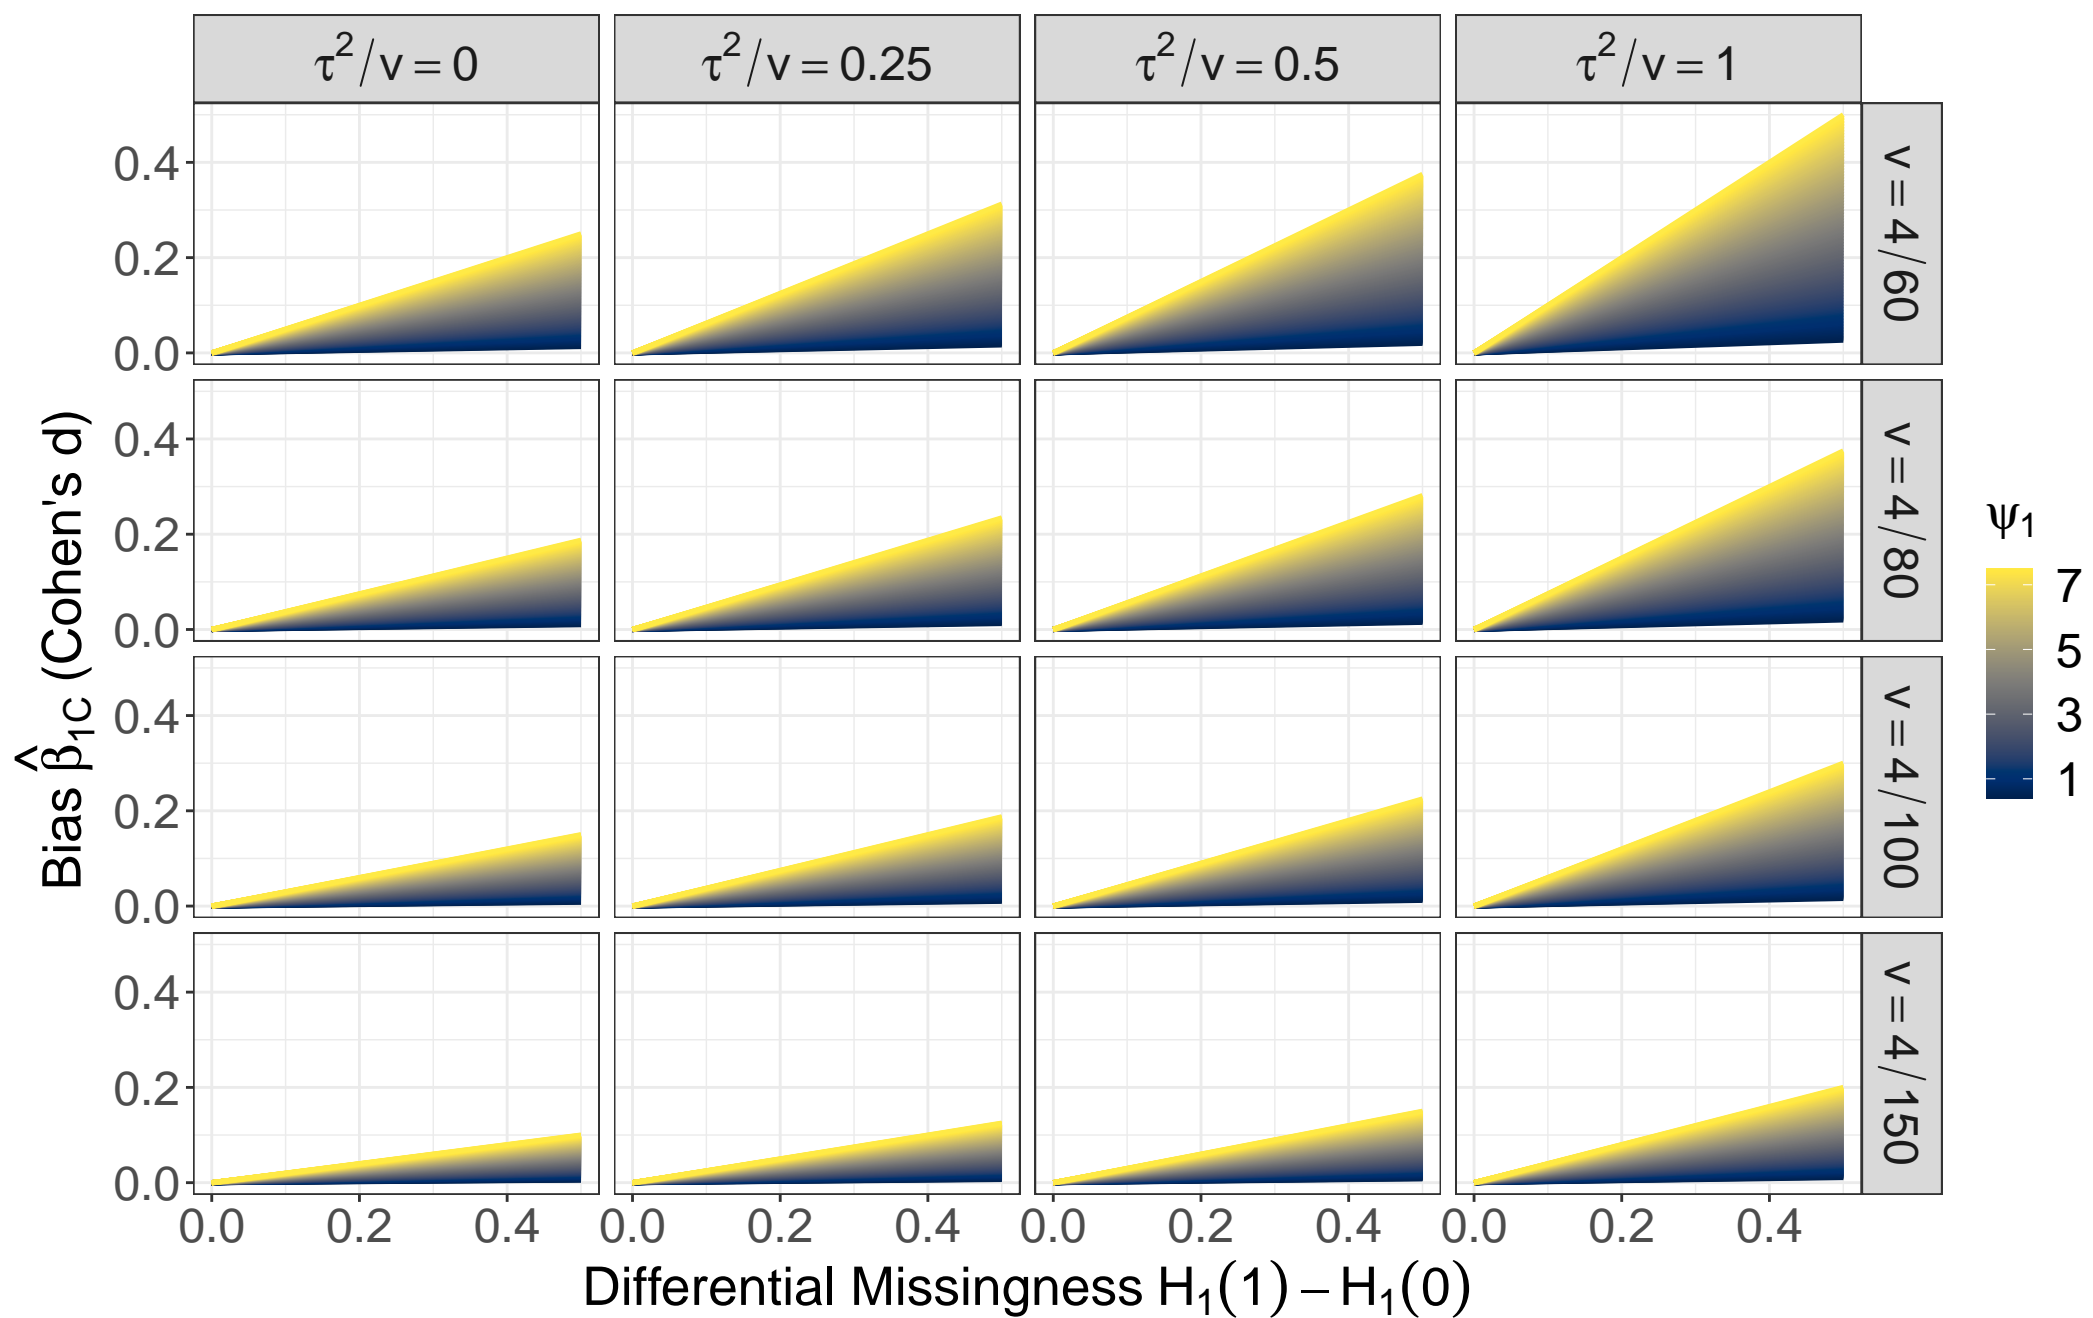 τ²/v = 0
τ²/v = 0.25
τ²/v = 0.5
τ²/v = 1
0.4
0.2
0.0
v = 4/60
0.4
0.2
0.0
v = 4/80
0.4
0.2
0.0
v = 4/100
0.4
0.2
0.0
v = 4/150
0.0 0.2 0.4
0.0 0.2 0.4
0.0 0.2 0.4
0.0 0.2 0.4
Differential Missingness H₁(1) – H₁(0)
Bias β̂₁C (Cohen's d)
ψ₁
7
5
3
1